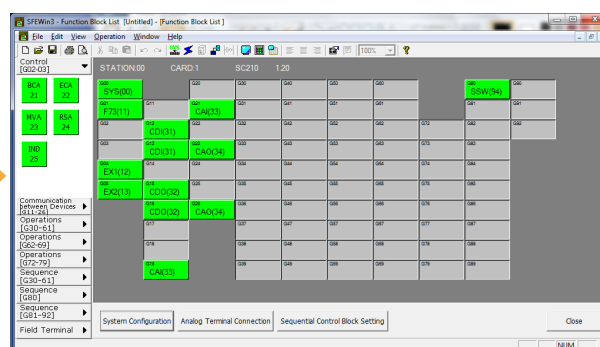 SFEWin3 - Function Block List [Untitled] - [Function Block List ]
File Edit View Operation Window Help
100%
Control
[G02-03]
BCA
21
ECA
22
MVA
23
RSA
24
IND
25
Communication
between Devices
[G11-26]
Operations
[G30-61]
Operations
[G62-69]
Operations
[G72-79]
Sequence
[G30-61]
Sequence
[G80]
Sequence
[G81-92]
Field Terminal
STATION:00 CARD:1 SC210 1.20
SYS(00) SSW(94)
F73(11) CAI(33)
CDI(31)
CDI(31) CAO(34)
EX1(12)
EX2(13) CDO(32)
CDO(32) CAO(34)
CAI(33)
System Configuration Analog Terminal Connection Sequential Control Block Setting Close
NUM